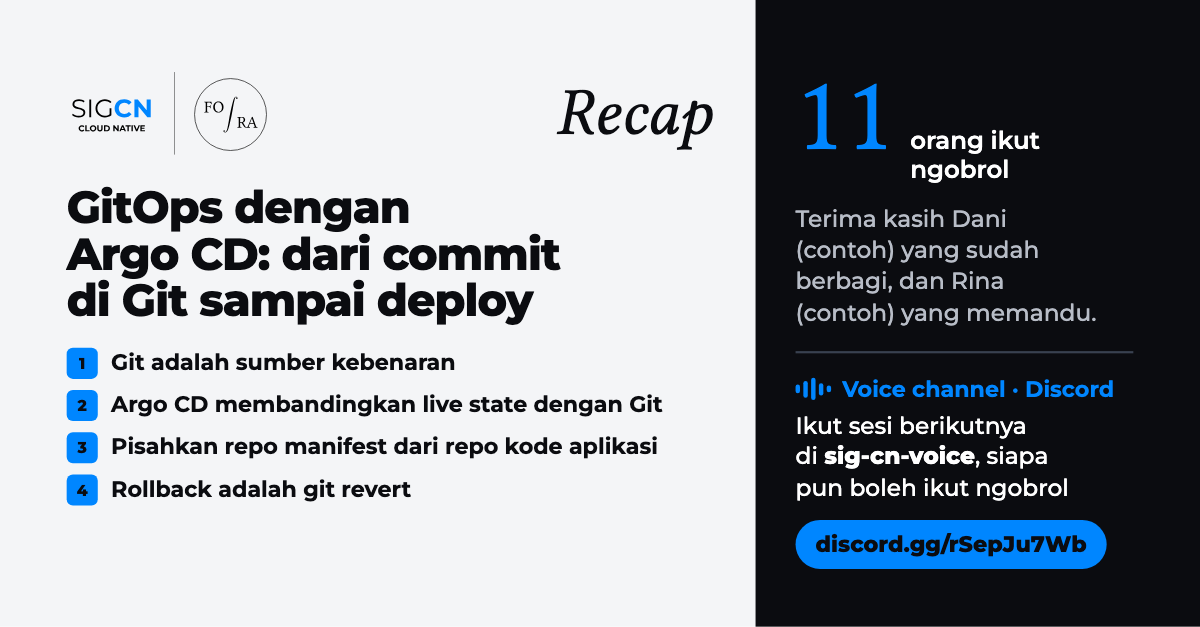 SIGCN
CLOUD NATIVE
FO
RA
Recap
GitOps dengan
Argo CD: dari commit
di Git sampai deploy
1 Git adalah sumber kebenaran
2 Argo CD membandingkan live state dengan Git
3 Pisahkan repo manifest dari repo kode aplikasi
4 Rollback adalah git revert
11 orang ikut
ngobrol
Terima kasih Dani
(contoh) yang sudah
berbagi, dan Rina
(contoh) yang memandu.
Voice channel · Discord
Ikut sesi berikutnya
di sig-cn-voice, siapa
pun boleh ikut ngobrol
discord.gg/rSepJu7Wb